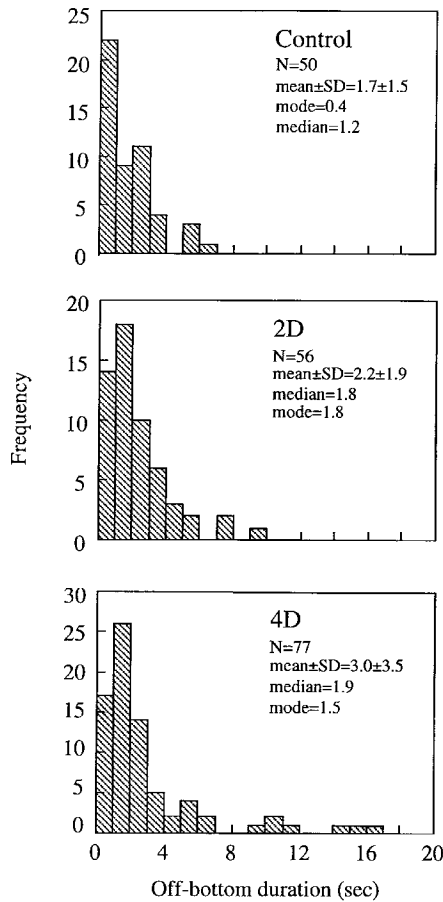 25
20
15
10
5
0
Control
N=50
mean±SD=1.7±1.5
mode=0.4
median=1.2
20
15
10
5
0
2D
N=56
mean±SD=2.2±1.9
median=1.8
mode=1.8
Frequency
30
25
20
15
10
5
0
4D
N=77
mean±SD=3.0±3.5
median=1.9
mode=1.5
0 4 8 12 16 20
Off-bottom duration (sec)